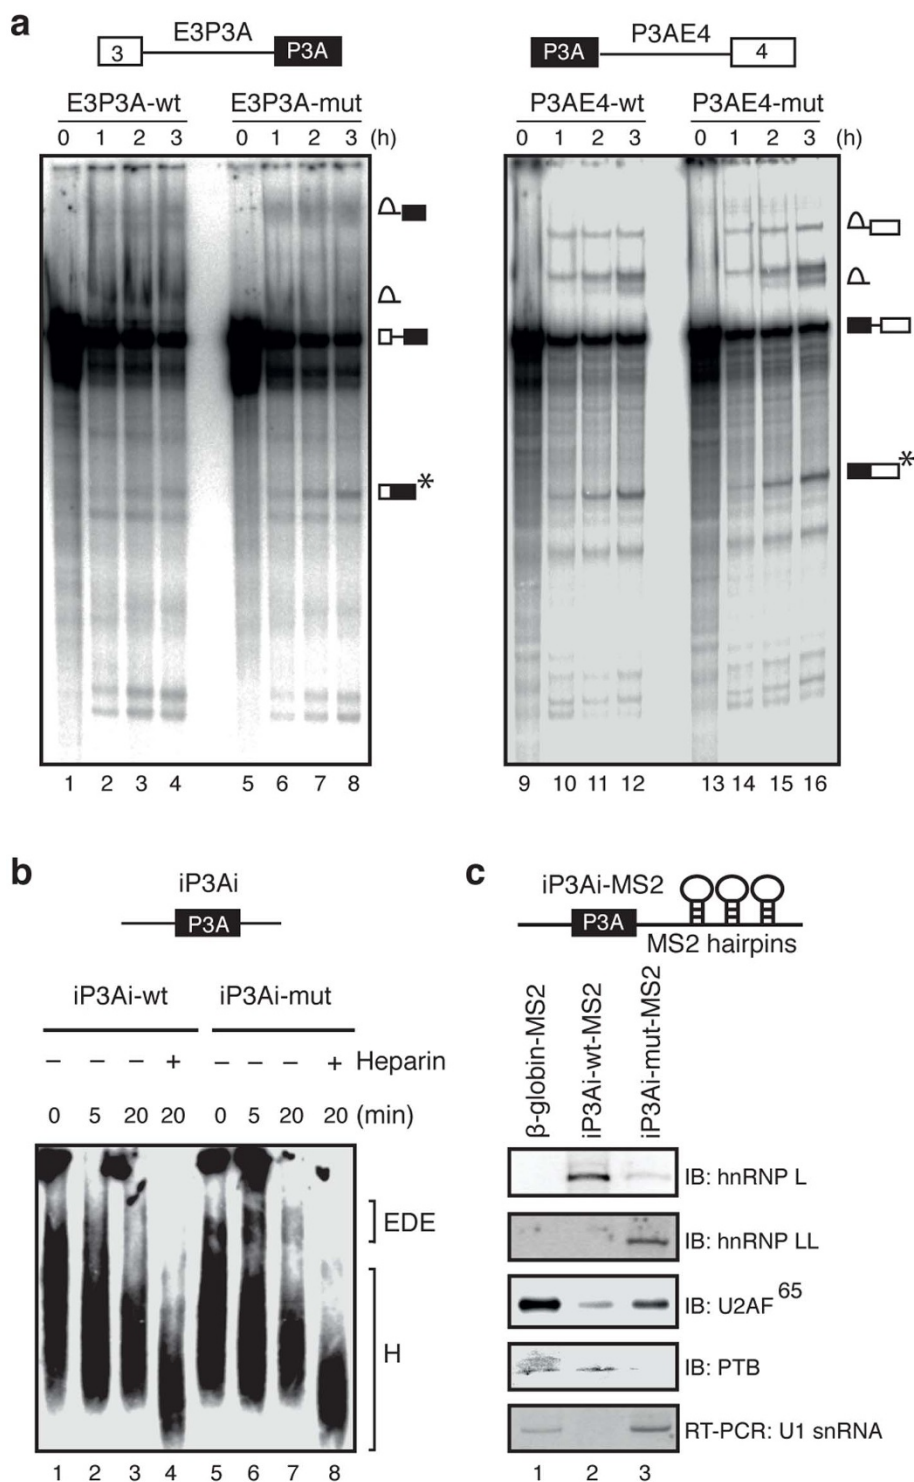 a
E3P3A
3
P3A
E3P3A-wt E3P3A-mut
0 1 2 3 0 1 2 3 (h)
*
1 2 3 4 5 6 7 8
P3AE4
P3A
4
P3AE4-wt P3AE4-mut
0 1 2 3 0 1 2 3 (h)
*
9 10 11 12 13 14 15 16
b
iP3Ai
P3A
iP3Ai-wt iP3Ai-mut
– – – + – – – + Heparin
0 5 20 20 0 5 20 20 (min)
EDE
H
1 2 3 4 5 6 7 8
c
iP3Ai-MS2
P3A
MS2 hairpins
β-globin-MS2
iP3Ai-wt-MS2
iP3Ai-mut-MS2
IB: hnRNP L
IB: hnRNP LL
IB: U2AF65
IB: PTB
RT-PCR: U1 snRNA
1 2 3